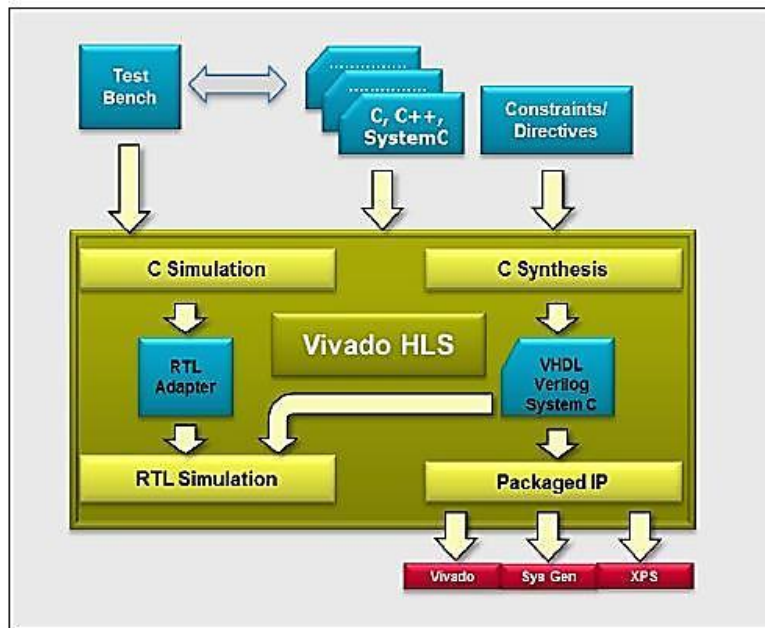 Test
Bench
..................
..................
C, C++,
SystemC
Constraints/
Directives
C Simulation
C Synthesis
Vivado HLS
RTL
Adapter
VHDL
Verilog
System C
RTL Simulation
Packaged IP
Vivado
Sys Gen
XPS